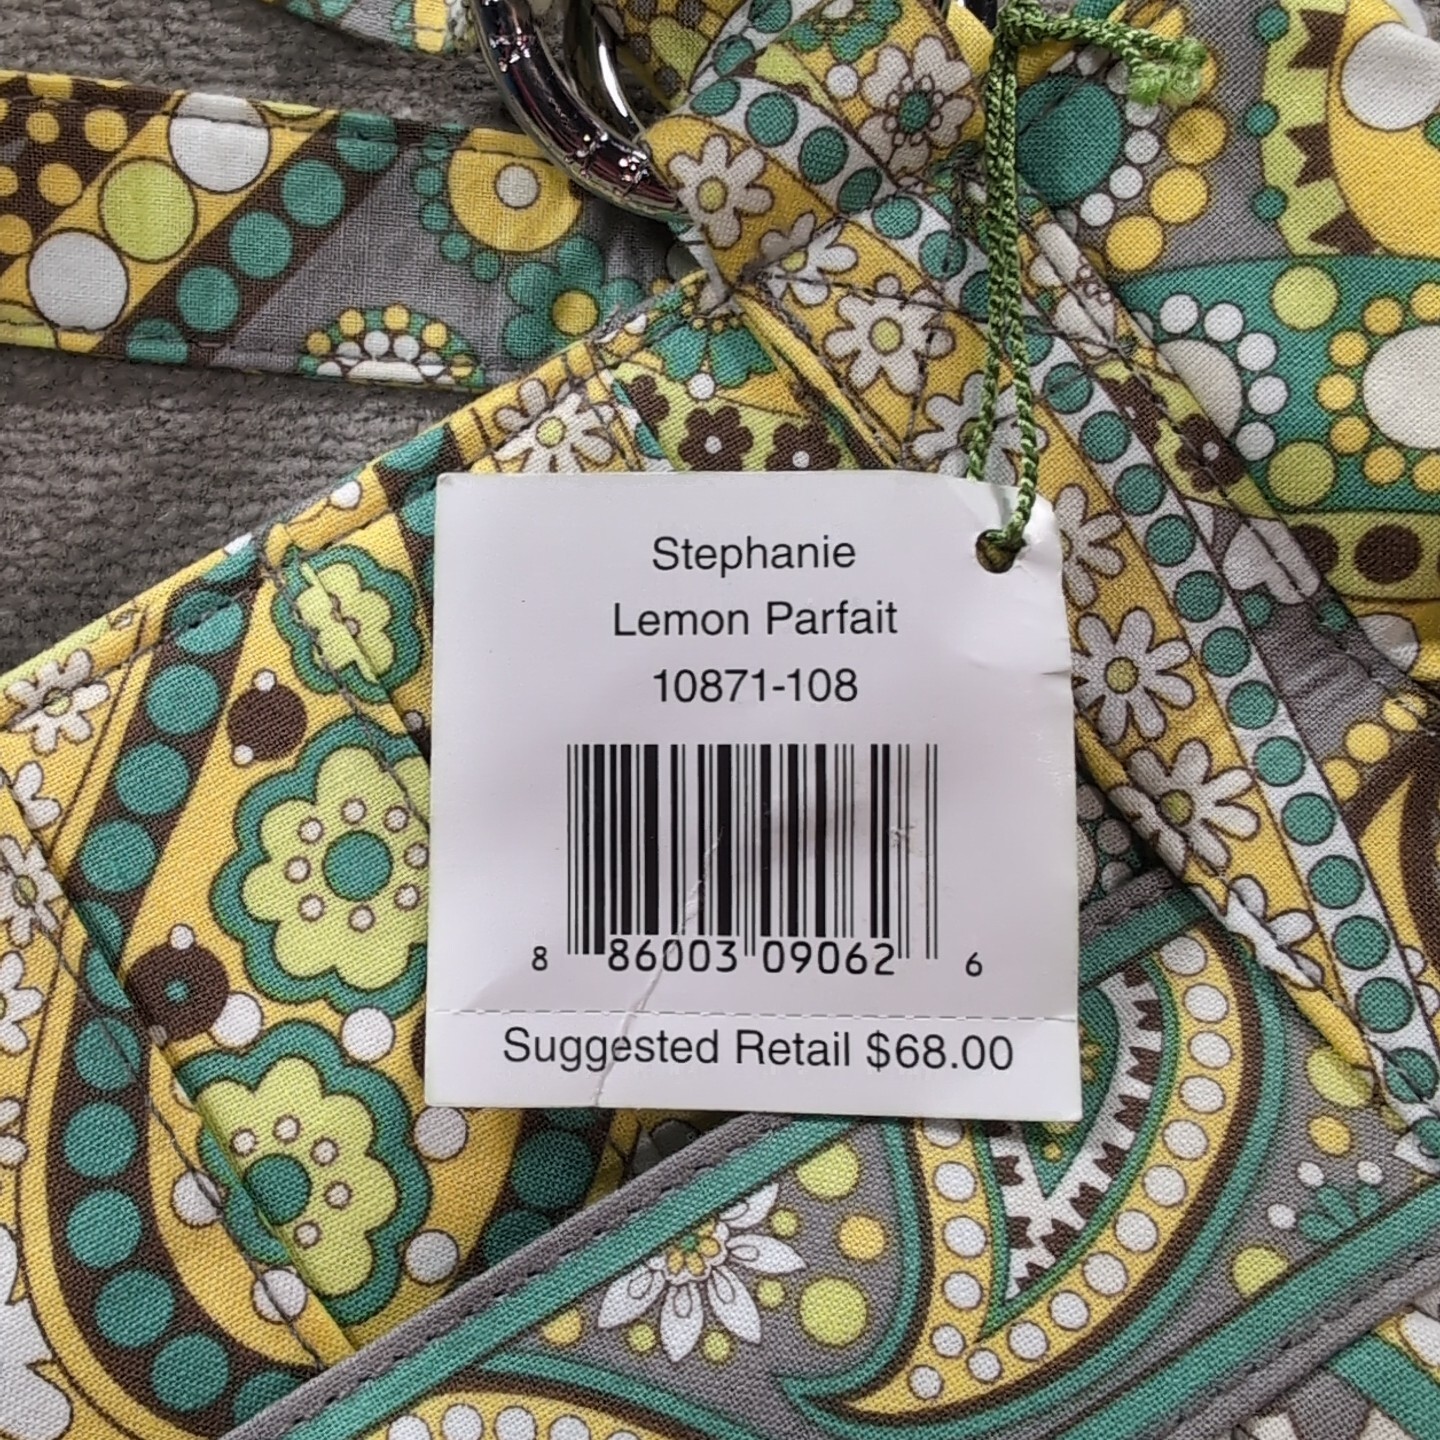 Stephanie
Lemon Parfait
10871-108
8 86003 09062 6
Suggested Retail $68.00